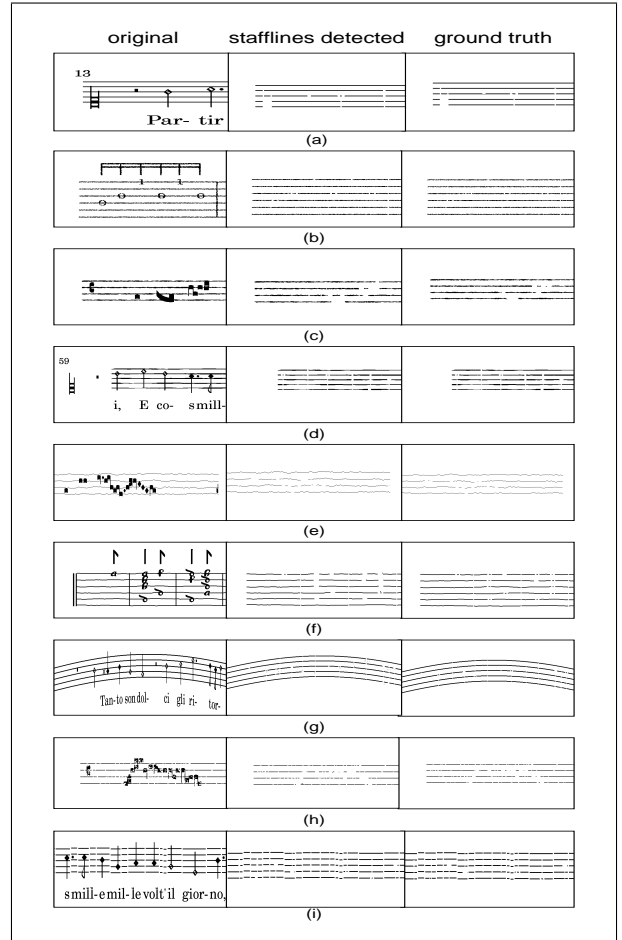 original stafflines detected ground truth
13
Par- tir
(a)
(b)
(c)
59
i, E co- smill-
(d)
(e)
(f)
Tan-to son dol- ci gli ri- tor-
(g)
(h)
smill-e mil-le volt' il gior-no,
(i)